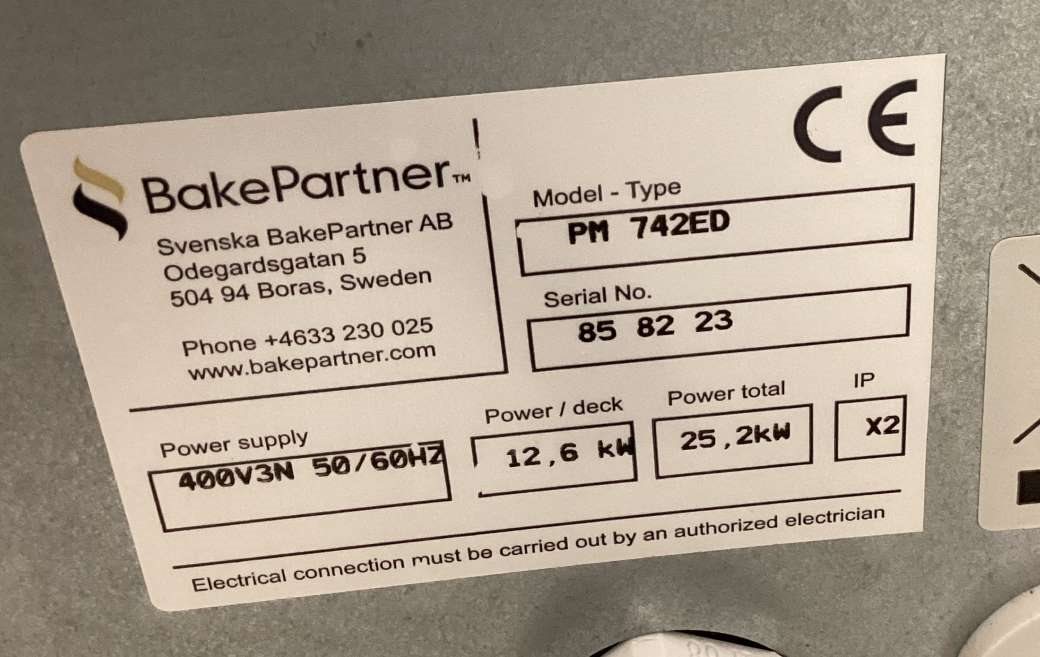 CE
BakePartner™
Svenska BakePartner AB
Odegardsgatan 5
504 94 Boras, Sweden
Phone +4633 230 025
www.bakepartner.com
Model - Type
PM 742ED
Serial No.
85 82 23
Power supply
400V3N 50/60HZ
Power / deck
12,6 kW
Power total
25,2kW
IP
X2
Electrical connection must be carried out by an authorized electrician